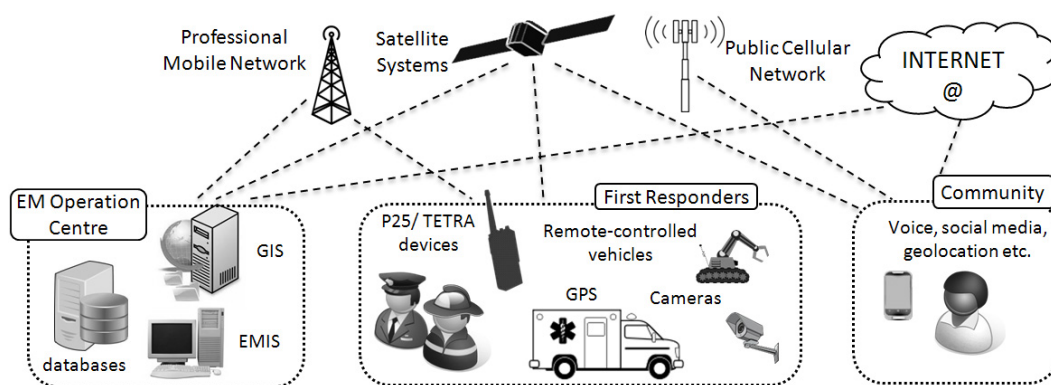 Professional
Mobile Network
Satellite
Systems
Public Cellular
Network
INTERNET
@
EM Operation
Centre
GIS
databases
EMIS
First Responders
P25/ TETRA
devices
Remote-controlled
vehicles
GPS
Cameras
Community
Voice, social media,
geolocation etc.